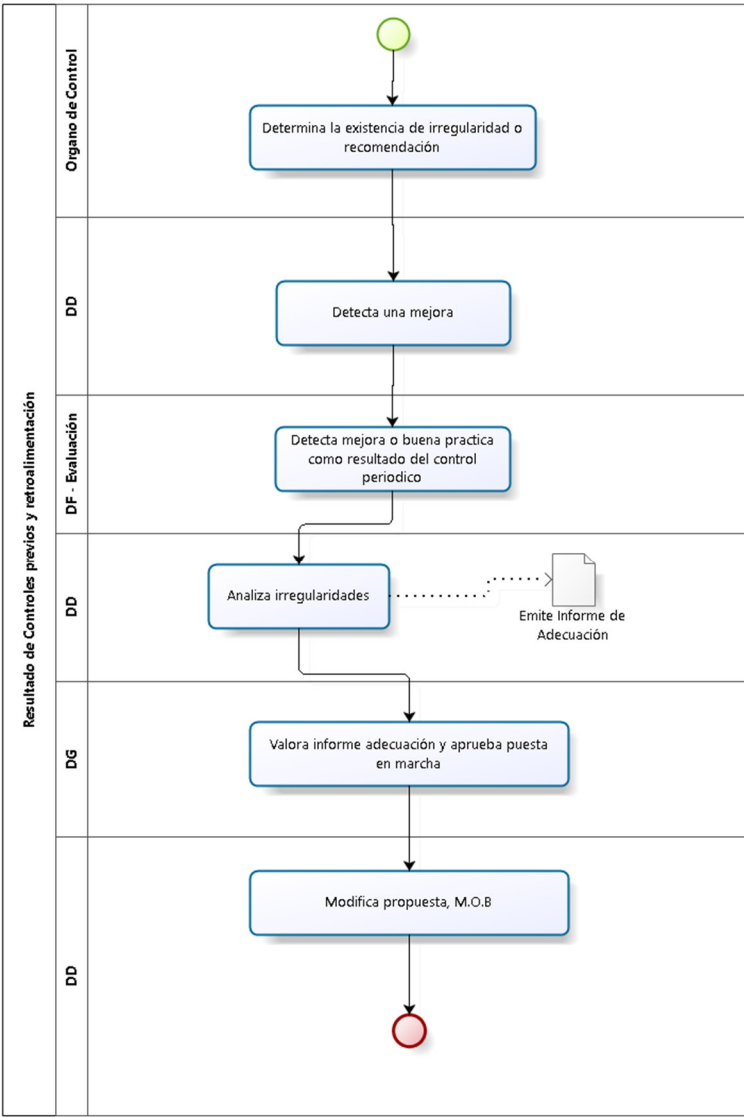 Resultado de Controles previos y retroalimentación
Organo de Control
Determina la existencia de irregularidad o
recomendación
DD
Detecta una mejora
DF - Evaluación
Detecta mejora o buena practica
como resultado del control
periodico
DD
Analiza irregularidades
Emite Informe de
Adecuación
DG
Valora informe adecuación y aprueba puesta
en marcha
DD
Modifica propuesta, M.O.B